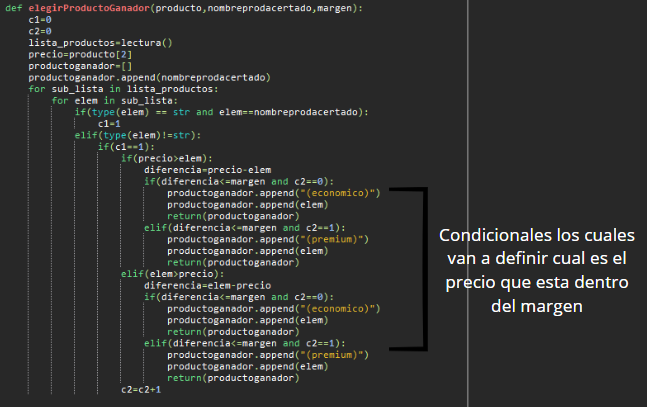 def elegirProductoGanador(producto,nombreprodacertado,margen):
    c1=0
    c2=0
    lista_productos=lectura()
    precio=producto[2]
    productoganador=[]
    productoganador.append(nombreprodacertado)
    for sub_lista in lista_productos:
        for elem in sub_lista:
            if(type(elem) == str and elem==nombreprodacertado):
                c1=1
            elif(type(elem)!=str):
                if(c1==1):
                    if(precio>elem):
                        diferencia=precio-elem
                        if(diferencia<=margen and c2==0):
                            productoganador.append("(economico)")
                            productoganador.append(elem)
                            return(productoganador)
                        elif(diferencia<=margen and c2==1):
                            productoganador.append("(premium)")
                            productoganador.append(elem)
                            return(productoganador)
                    elif(elem>precio):
                        diferencia=elem-precio
                        if(diferencia<=margen and c2==0):
                            productoganador.append("(economico)")
                            productoganador.append(elem)
                            return(productoganador)
                        elif(diferencia<=margen and c2==1):
                            productoganador.append("(premium)")
                            productoganador.append(elem)
                            return(productoganador)
                    c2=c2+1
Condicionales los cuales
van a definir cual es el
precio que esta dentro
del margen